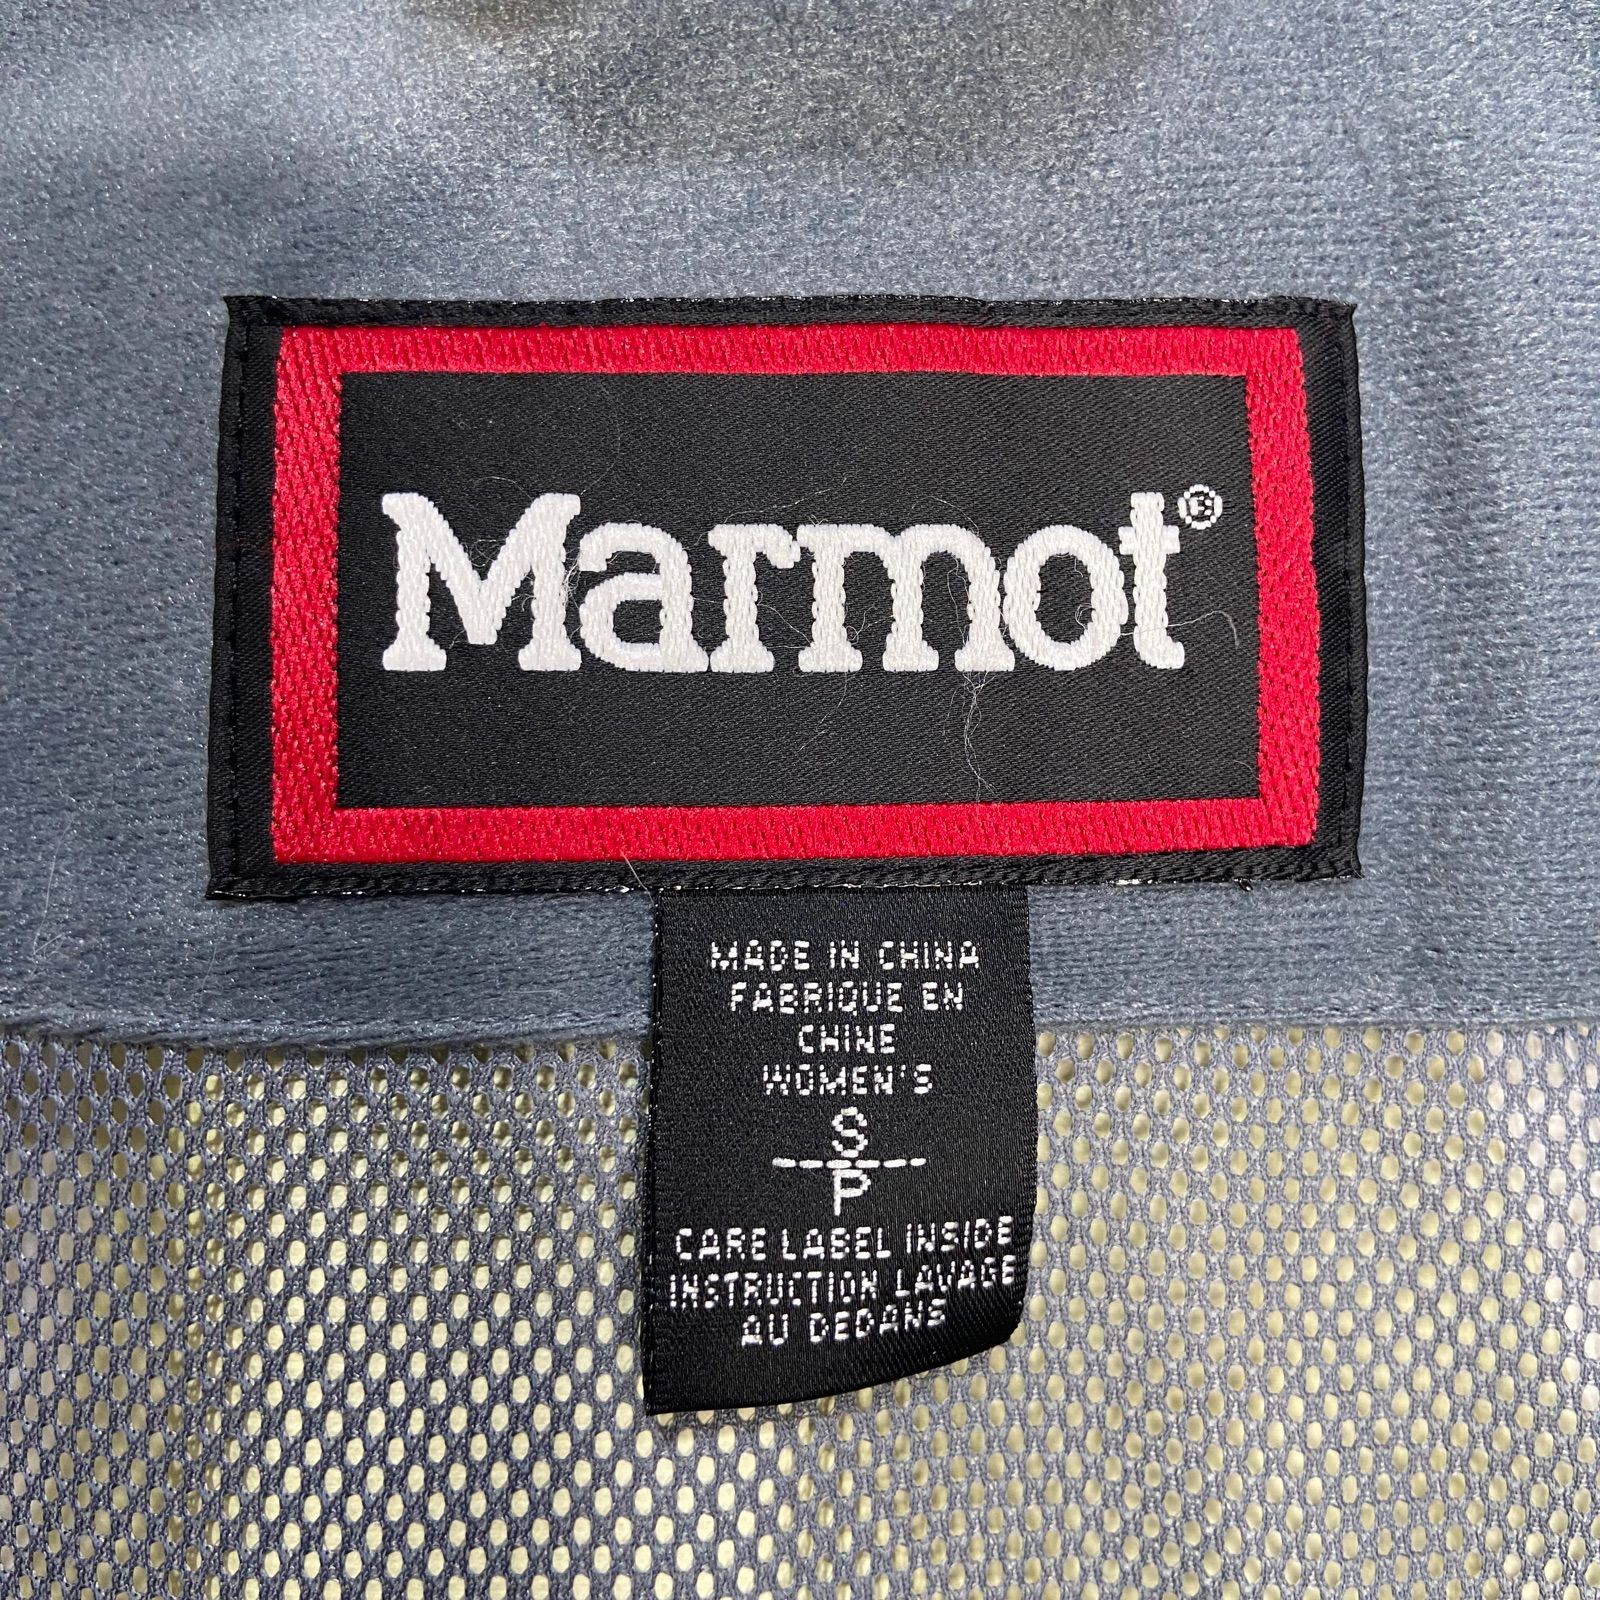 Marmot®
MADE IN CHINA
FABRIQUE EN
CHINE
WOMEN'S
S
P
CARE LABEL INSIDE
INSTRUCTION LAVAGE
AU DEDANS